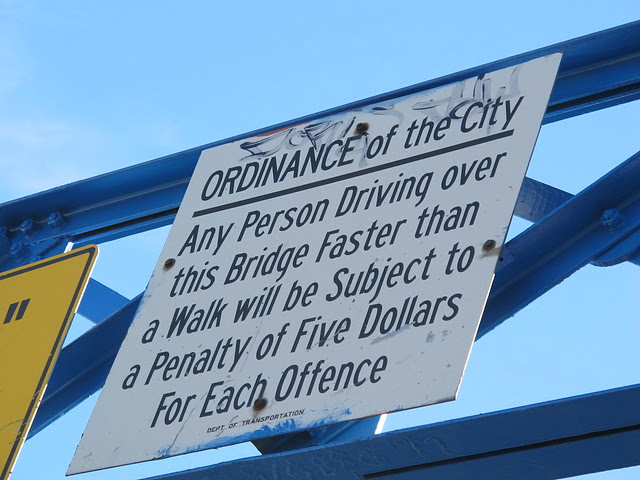 ORDINANCE of the City
Any Person Driving over
this Bridge Faster than
a Walk will be Subject to
a Penalty of Five Dollars
For Each Offence
DEPT. OF TRANSPORTATION
"